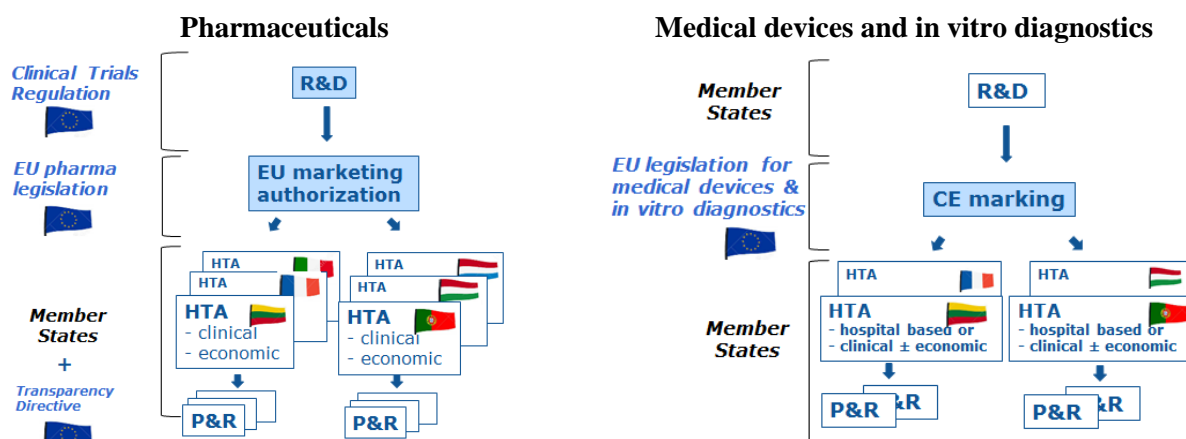 Pharmaceuticals
Clinical Trials
Regulation
R&D
EU pharma
legislation
EU marketing
authorization
HTA
HTA
HTA
- clinical
- economic
HTA
HTA
HTA
- clinical
- economic
Member
States
+
Transparency
Directive
P&R
P&R
Medical devices and in vitro diagnostics
Member
States
R&D
EU legislation for
medical devices &
in vitro diagnostics
CE marking
HTA
HTA
- hospital based or
- clinical ± economic
HTA
HTA
- hospital based or
- clinical ± economic
Member
States
P&R
&R
P&R
&R